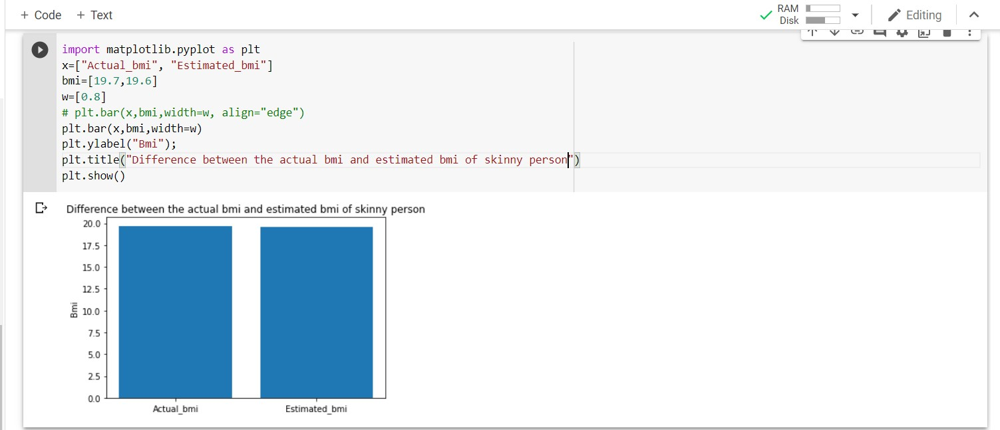 + Code + Text
RAM
Disk
Editing
import matplotlib.pyplot as plt
x=["Actual_bmi", "Estimated_bmi"]
bmi=[19.7,19.6]
w=[0.8]
# plt.bar(x,bmi,width=w, align="edge")
plt.bar(x,bmi,width=w)
plt.ylabel("Bmi");
plt.title("Difference between the actual bmi and estimated bmi of skinny person")
plt.show()
Difference between the actual bmi and estimated bmi of skinny person
20.0
17.5
15.0
12.5
10.0
7.5
5.0
2.5
0.0
Bmi
Actual_bmi Estimated_bmi